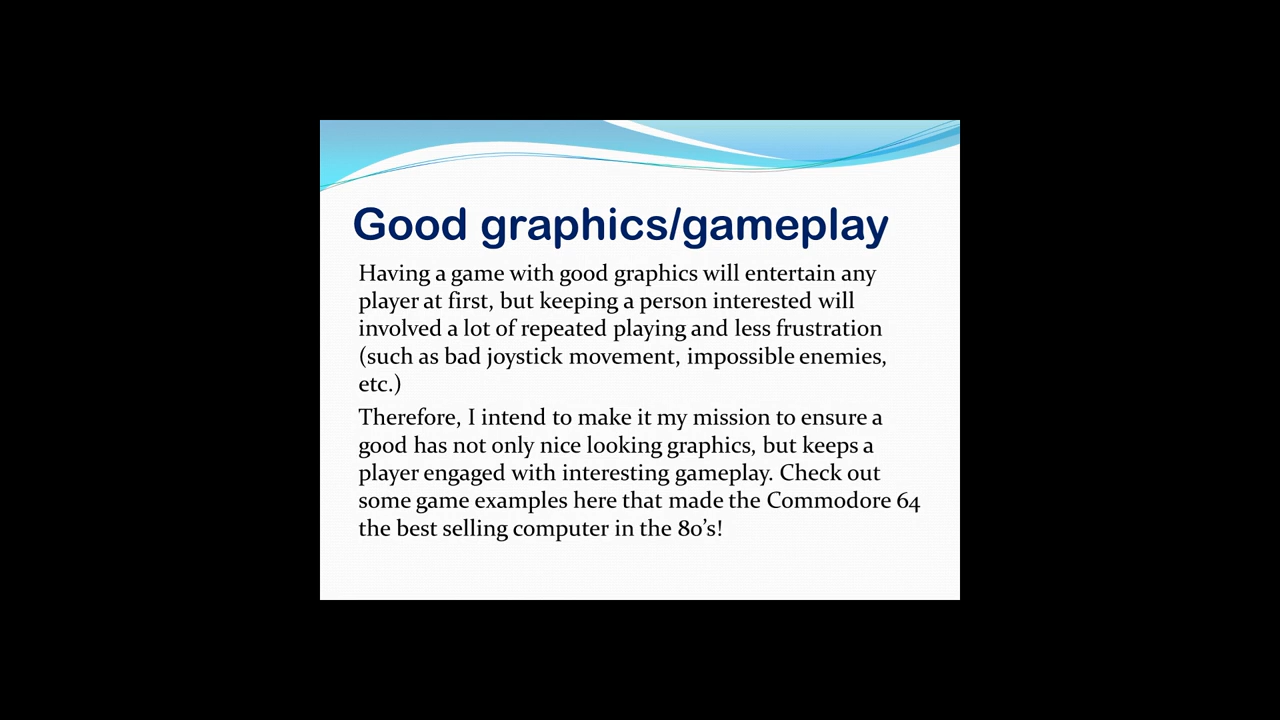 Good graphics/gameplay
Having a game with good graphics will entertain any
player at first, but keeping a person interested will
involved a lot of repeated playing and less frustration
(such as bad joystick movement, impossible enemies,
etc.)
Therefore, I intend to make it my mission to ensure a
good has not only nice looking graphics, but keeps a
player engaged with interesting gameplay. Check out
some game examples here that made the Commodore 64
the best selling computer in the 80’s!